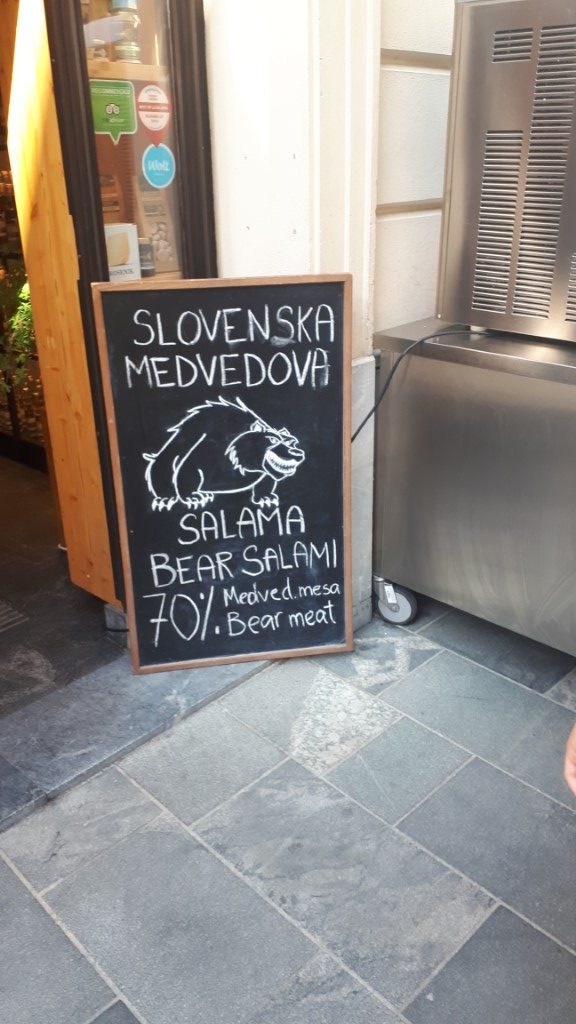 Wolt
SLOVENSKA
MEDVEDOVA
SALAMA
BEAR SALAMI
70% Medved.mesa
Bear meat